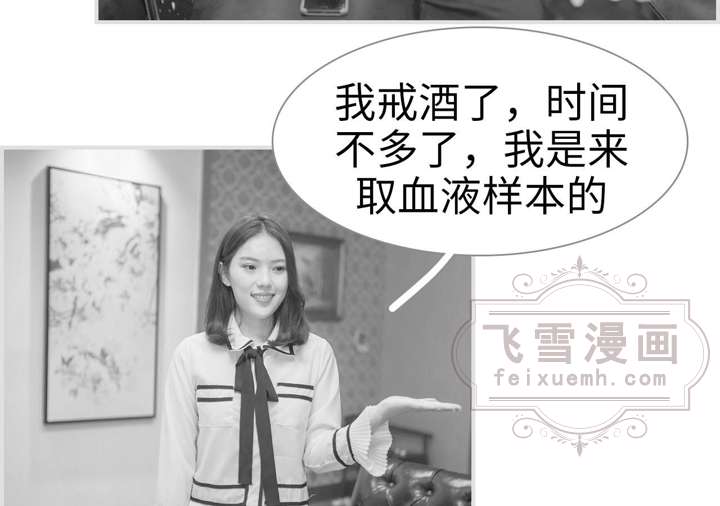 我戒酒了，时间
不多了，我是来
取血液样本的
飞雪漫画
feixuemh.com